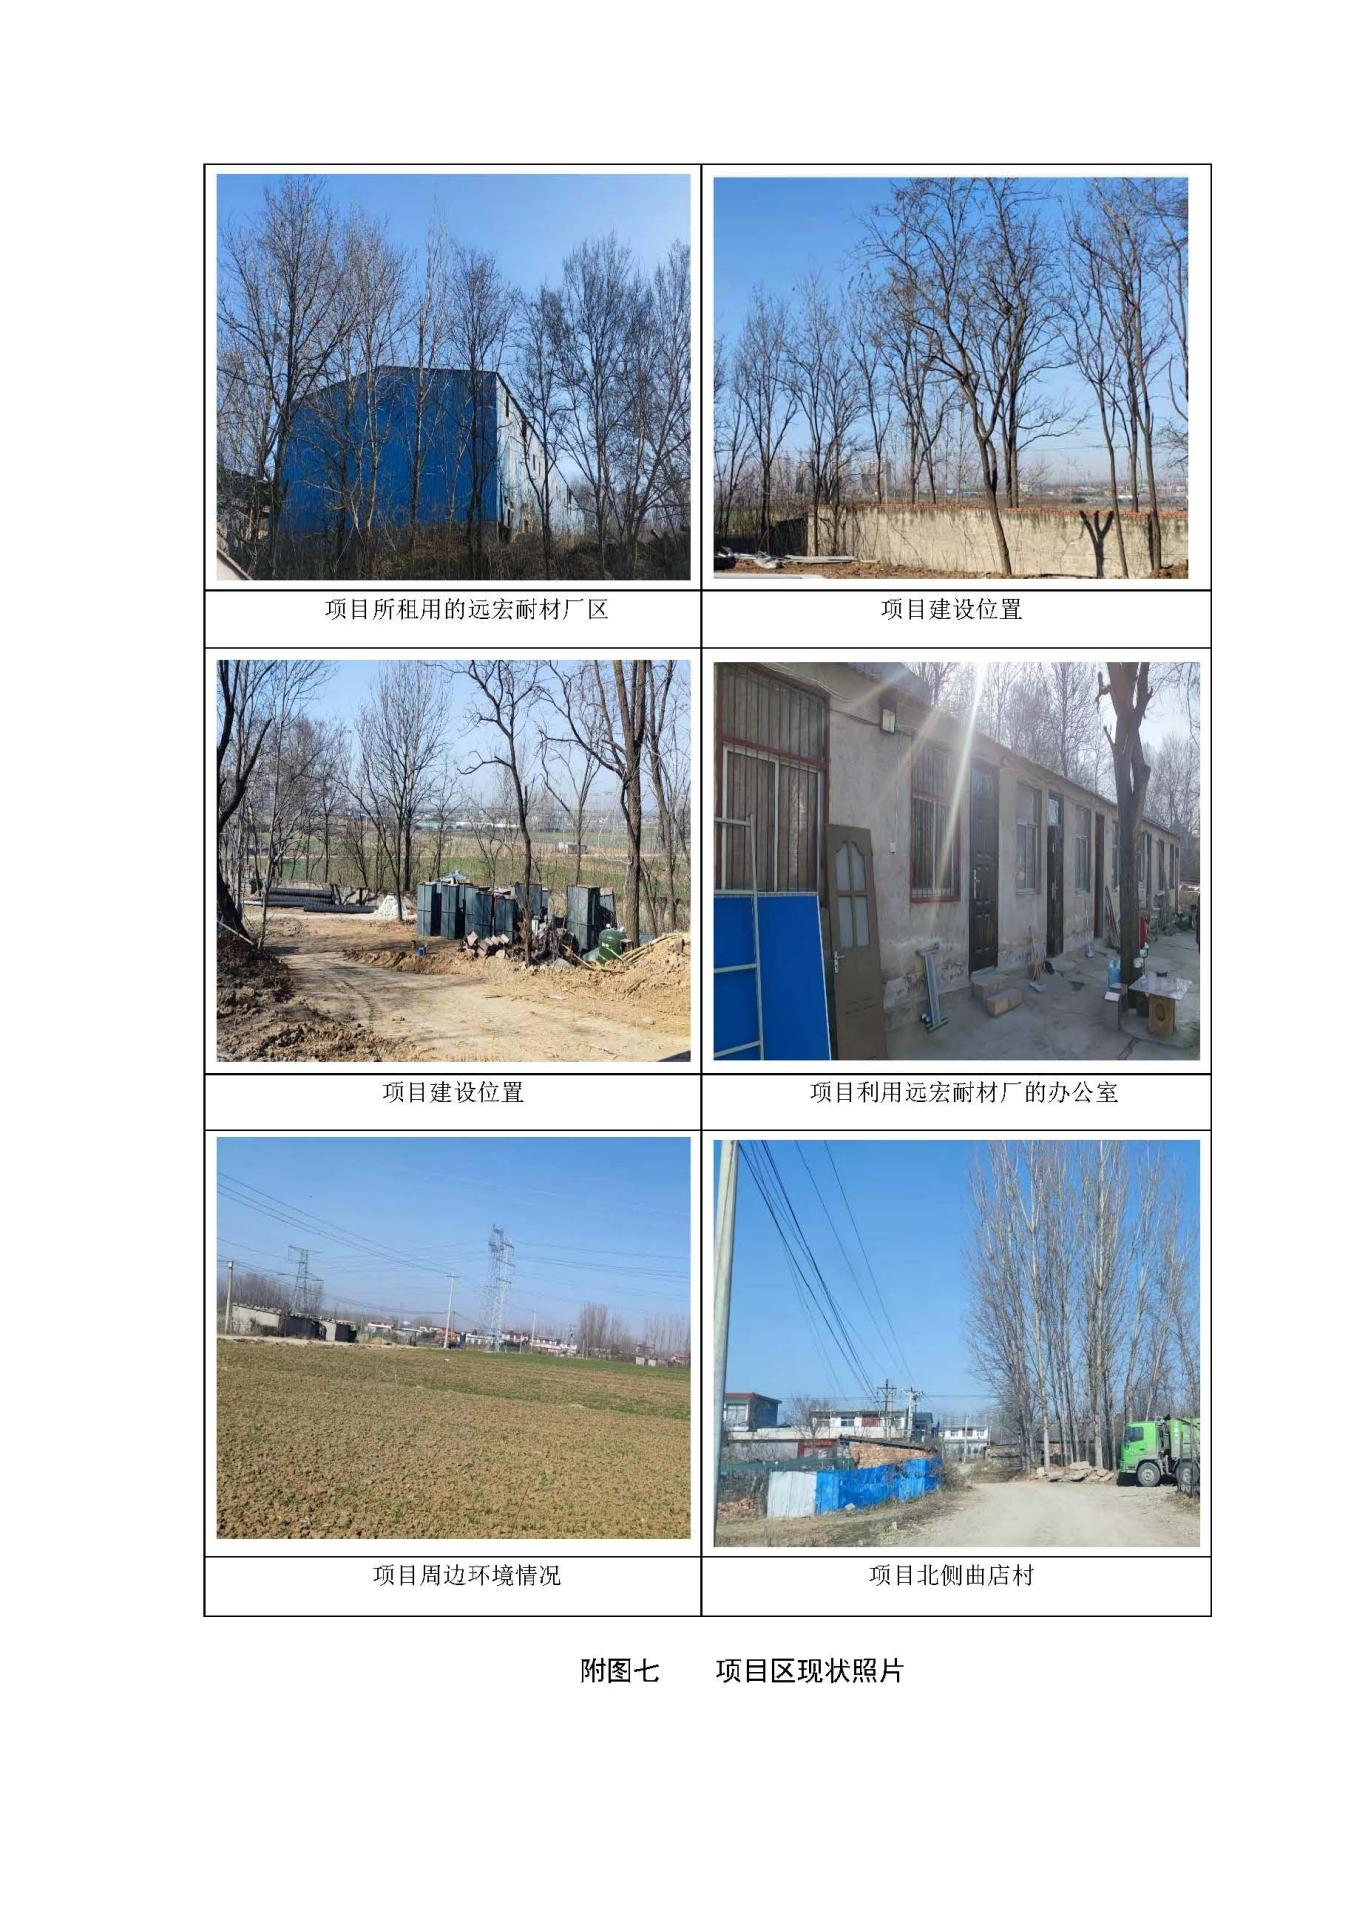 项目所租用的远宏耐材厂区
项目建设位置
项目建设位置
项目利用远宏耐材厂的办公室
项目周边环境情况
项目北侧曲店村
附图七 项目区现状照片